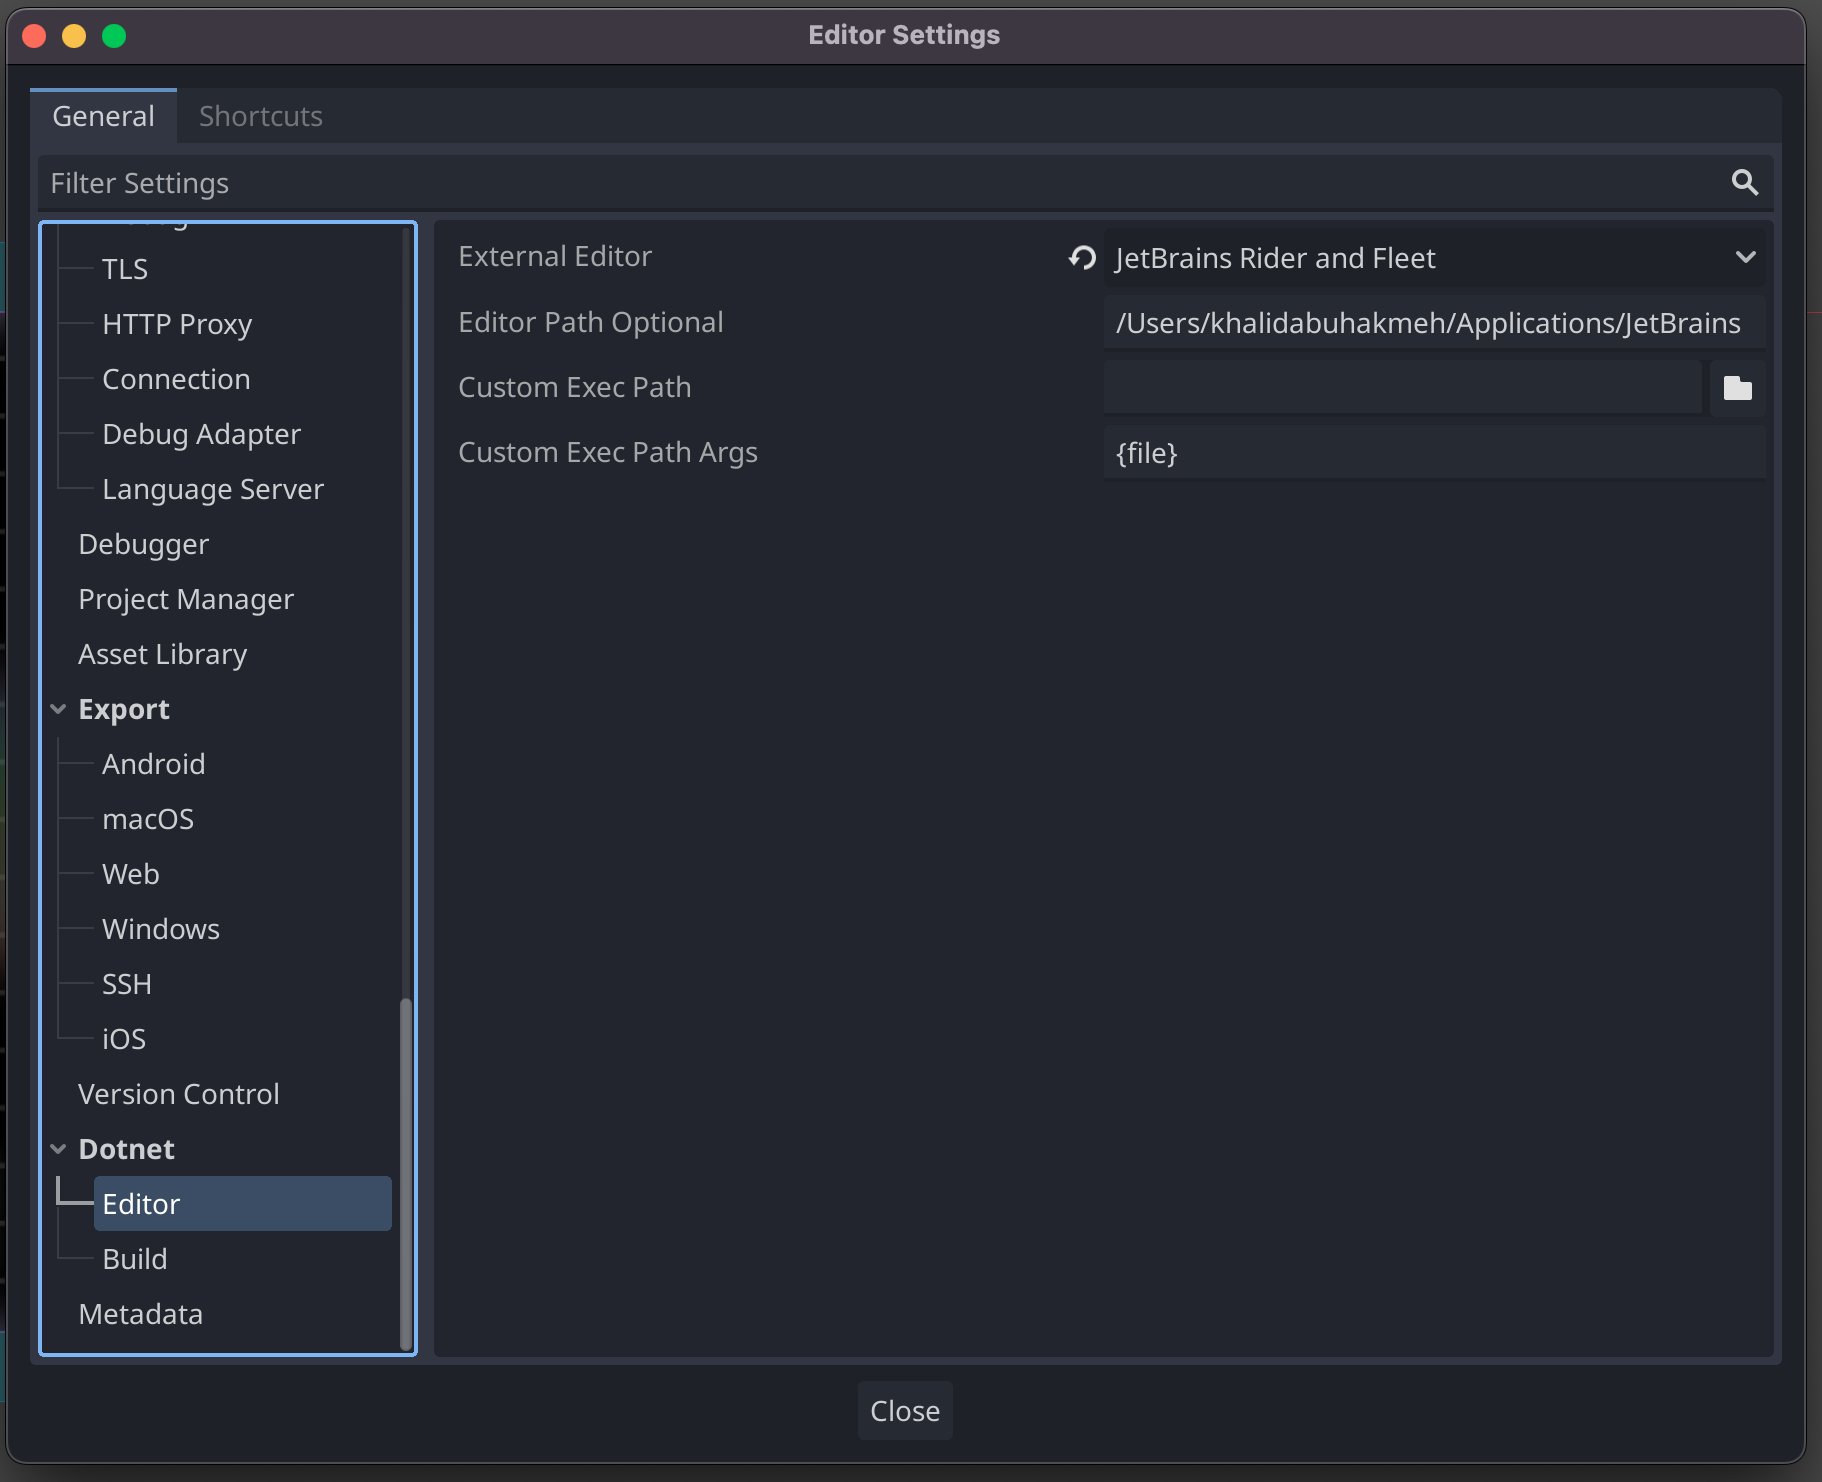 Editor Settings
General
Shortcuts
Filter Settings
TLS
HTTP Proxy
Connection
Debug Adapter
Language Server
Debugger
Project Manager
Asset Library
Export
Android
macOS
Web
Windows
SSH
iOS
Version Control
Dotnet
Editor
Build
Metadata
External Editor
JetBrains Rider and Fleet
Editor Path Optional
/Users/khalidabuhakmeh/Applications/JetBrains
Custom Exec Path
Custom Exec Path Args
{file}
Close